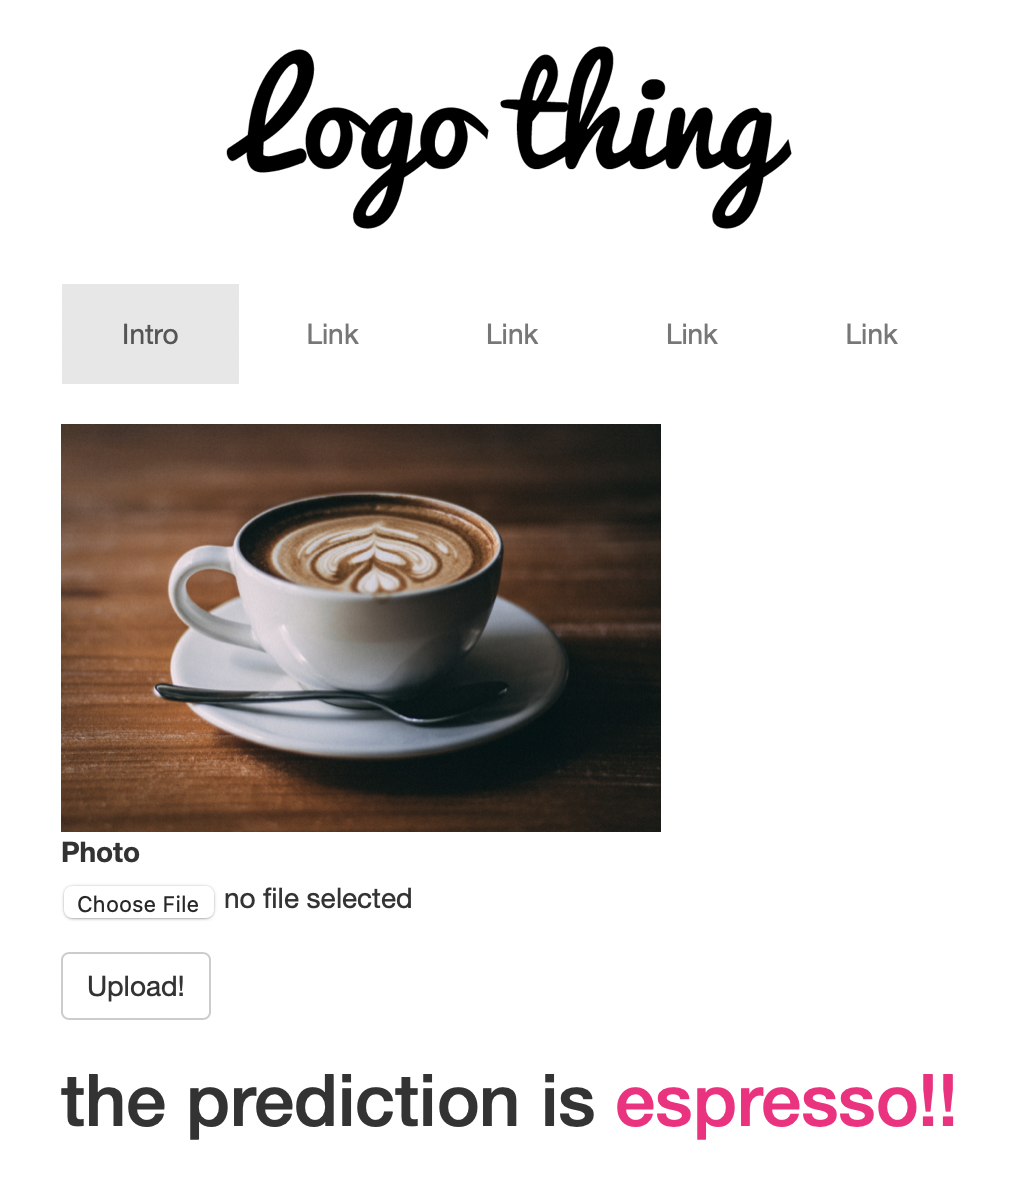 Logo thing
Intro Link Link Link Link
Photo
Choose File no file selected
Upload!
the prediction is espresso!!